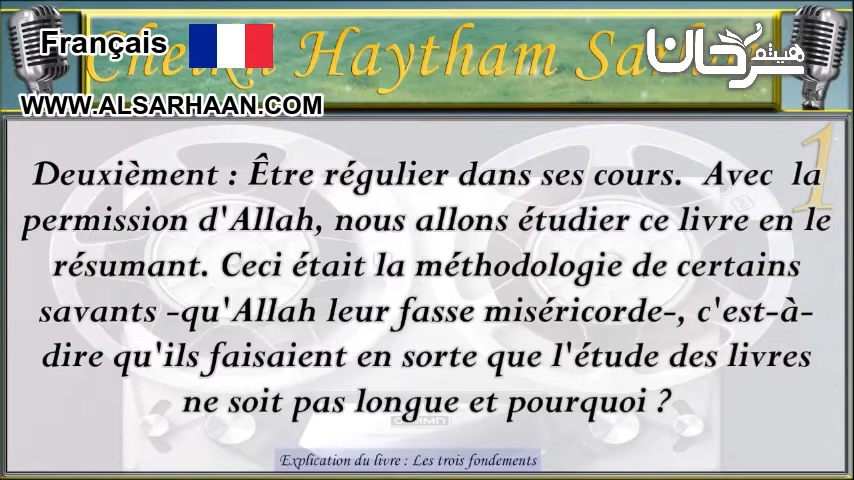 Français
Cheikh Haytham Sarhan
هيثم سرحان
WWW.ALSARHAAN.COM
1
Deuxièment : Être régulier dans ses cours. Avec la
permission d'Allah, nous allons étudier ce livre en le
résumant. Ceci était la méthodologie de certains
savants -qu'Allah leur fasse miséricorde-, c'est-à-
dire qu'ils faisaient en sorte que l'étude des livres
ne soit pas longue et pourquoi ?
Explication du livre : Les trois fondements